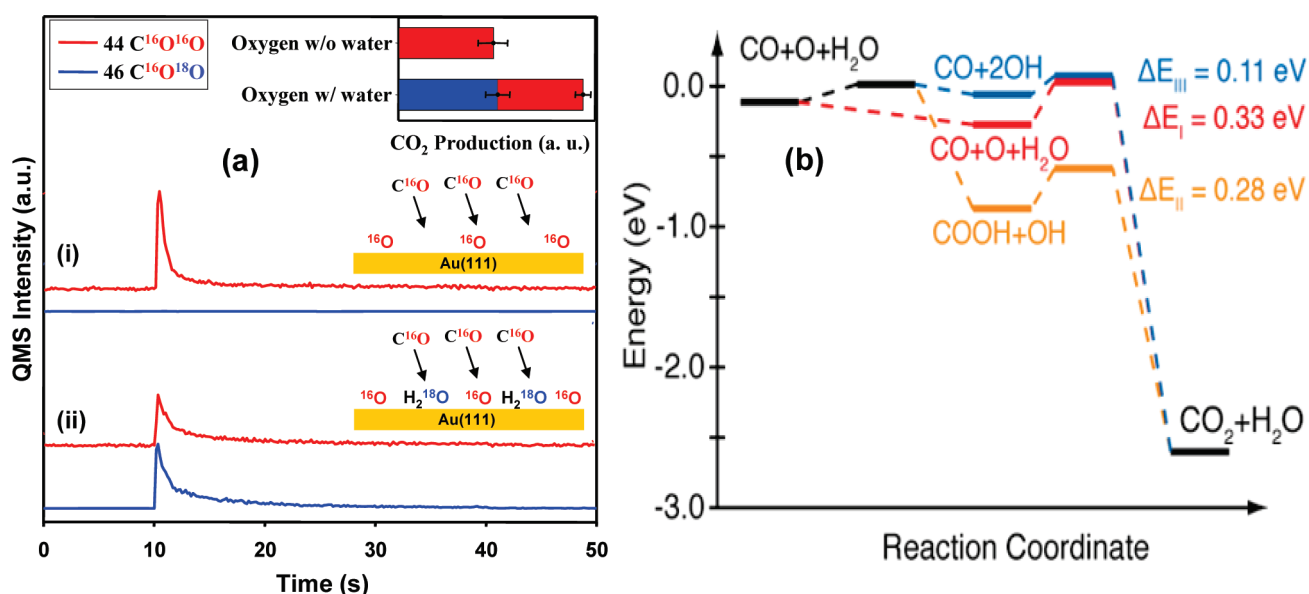 44 C¹⁶O¹⁶O
46 C¹⁶O¹⁸O
Oxygen w/o water
Oxygen w/ water
CO₂ Production (a. u.)
(a)
QMS Intensity (a.u.)
C¹⁶O C¹⁶O C¹⁶O
¹⁶O ¹⁶O ¹⁶O
Au(111)
(i)
C¹⁶O C¹⁶O C¹⁶O
¹⁶O H₂¹⁸O ¹⁶O H₂¹⁸O ¹⁶O
Au(111)
(ii)
0 10 20 30 40 50
Time (s)
CO+O+H₂O
CO+2OH
ΔE_III = 0.11 eV
ΔE_I = 0.33 eV
CO+O+H₂O
(b)
ΔE_II = 0.28 eV
COOH+OH
CO₂+H₂O
0.0
-1.0
-2.0
-3.0
Energy (eV)
Reaction Coordinate